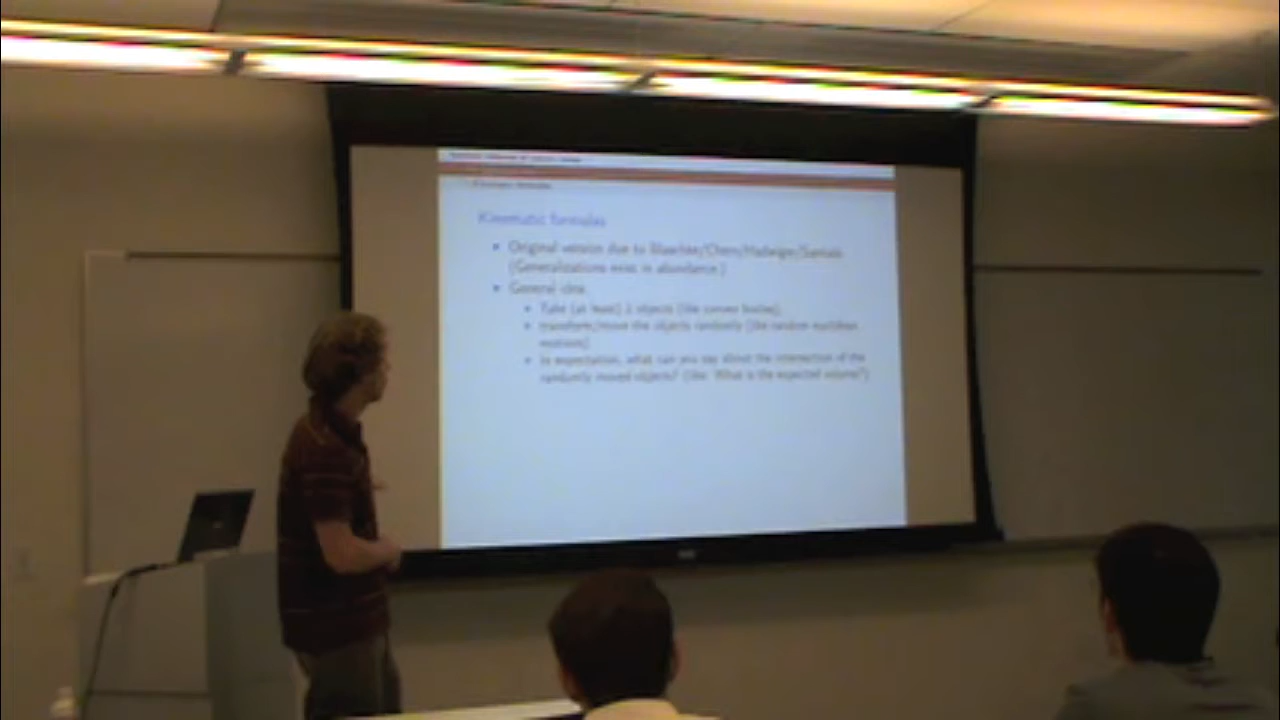 Kinematic formulas
• Original version due to Blaschke/Chern/Hadwiger/Santaló
(Generalizations exist in abundance.)
• General idea:
• Take (at least) 2 objects (like convex bodies),
• transform/move the objects randomly (like random euclidean
motions)
• In expectation, what can you say about the intersection of the
randomly moved objects? (like: What is the expected volume?)